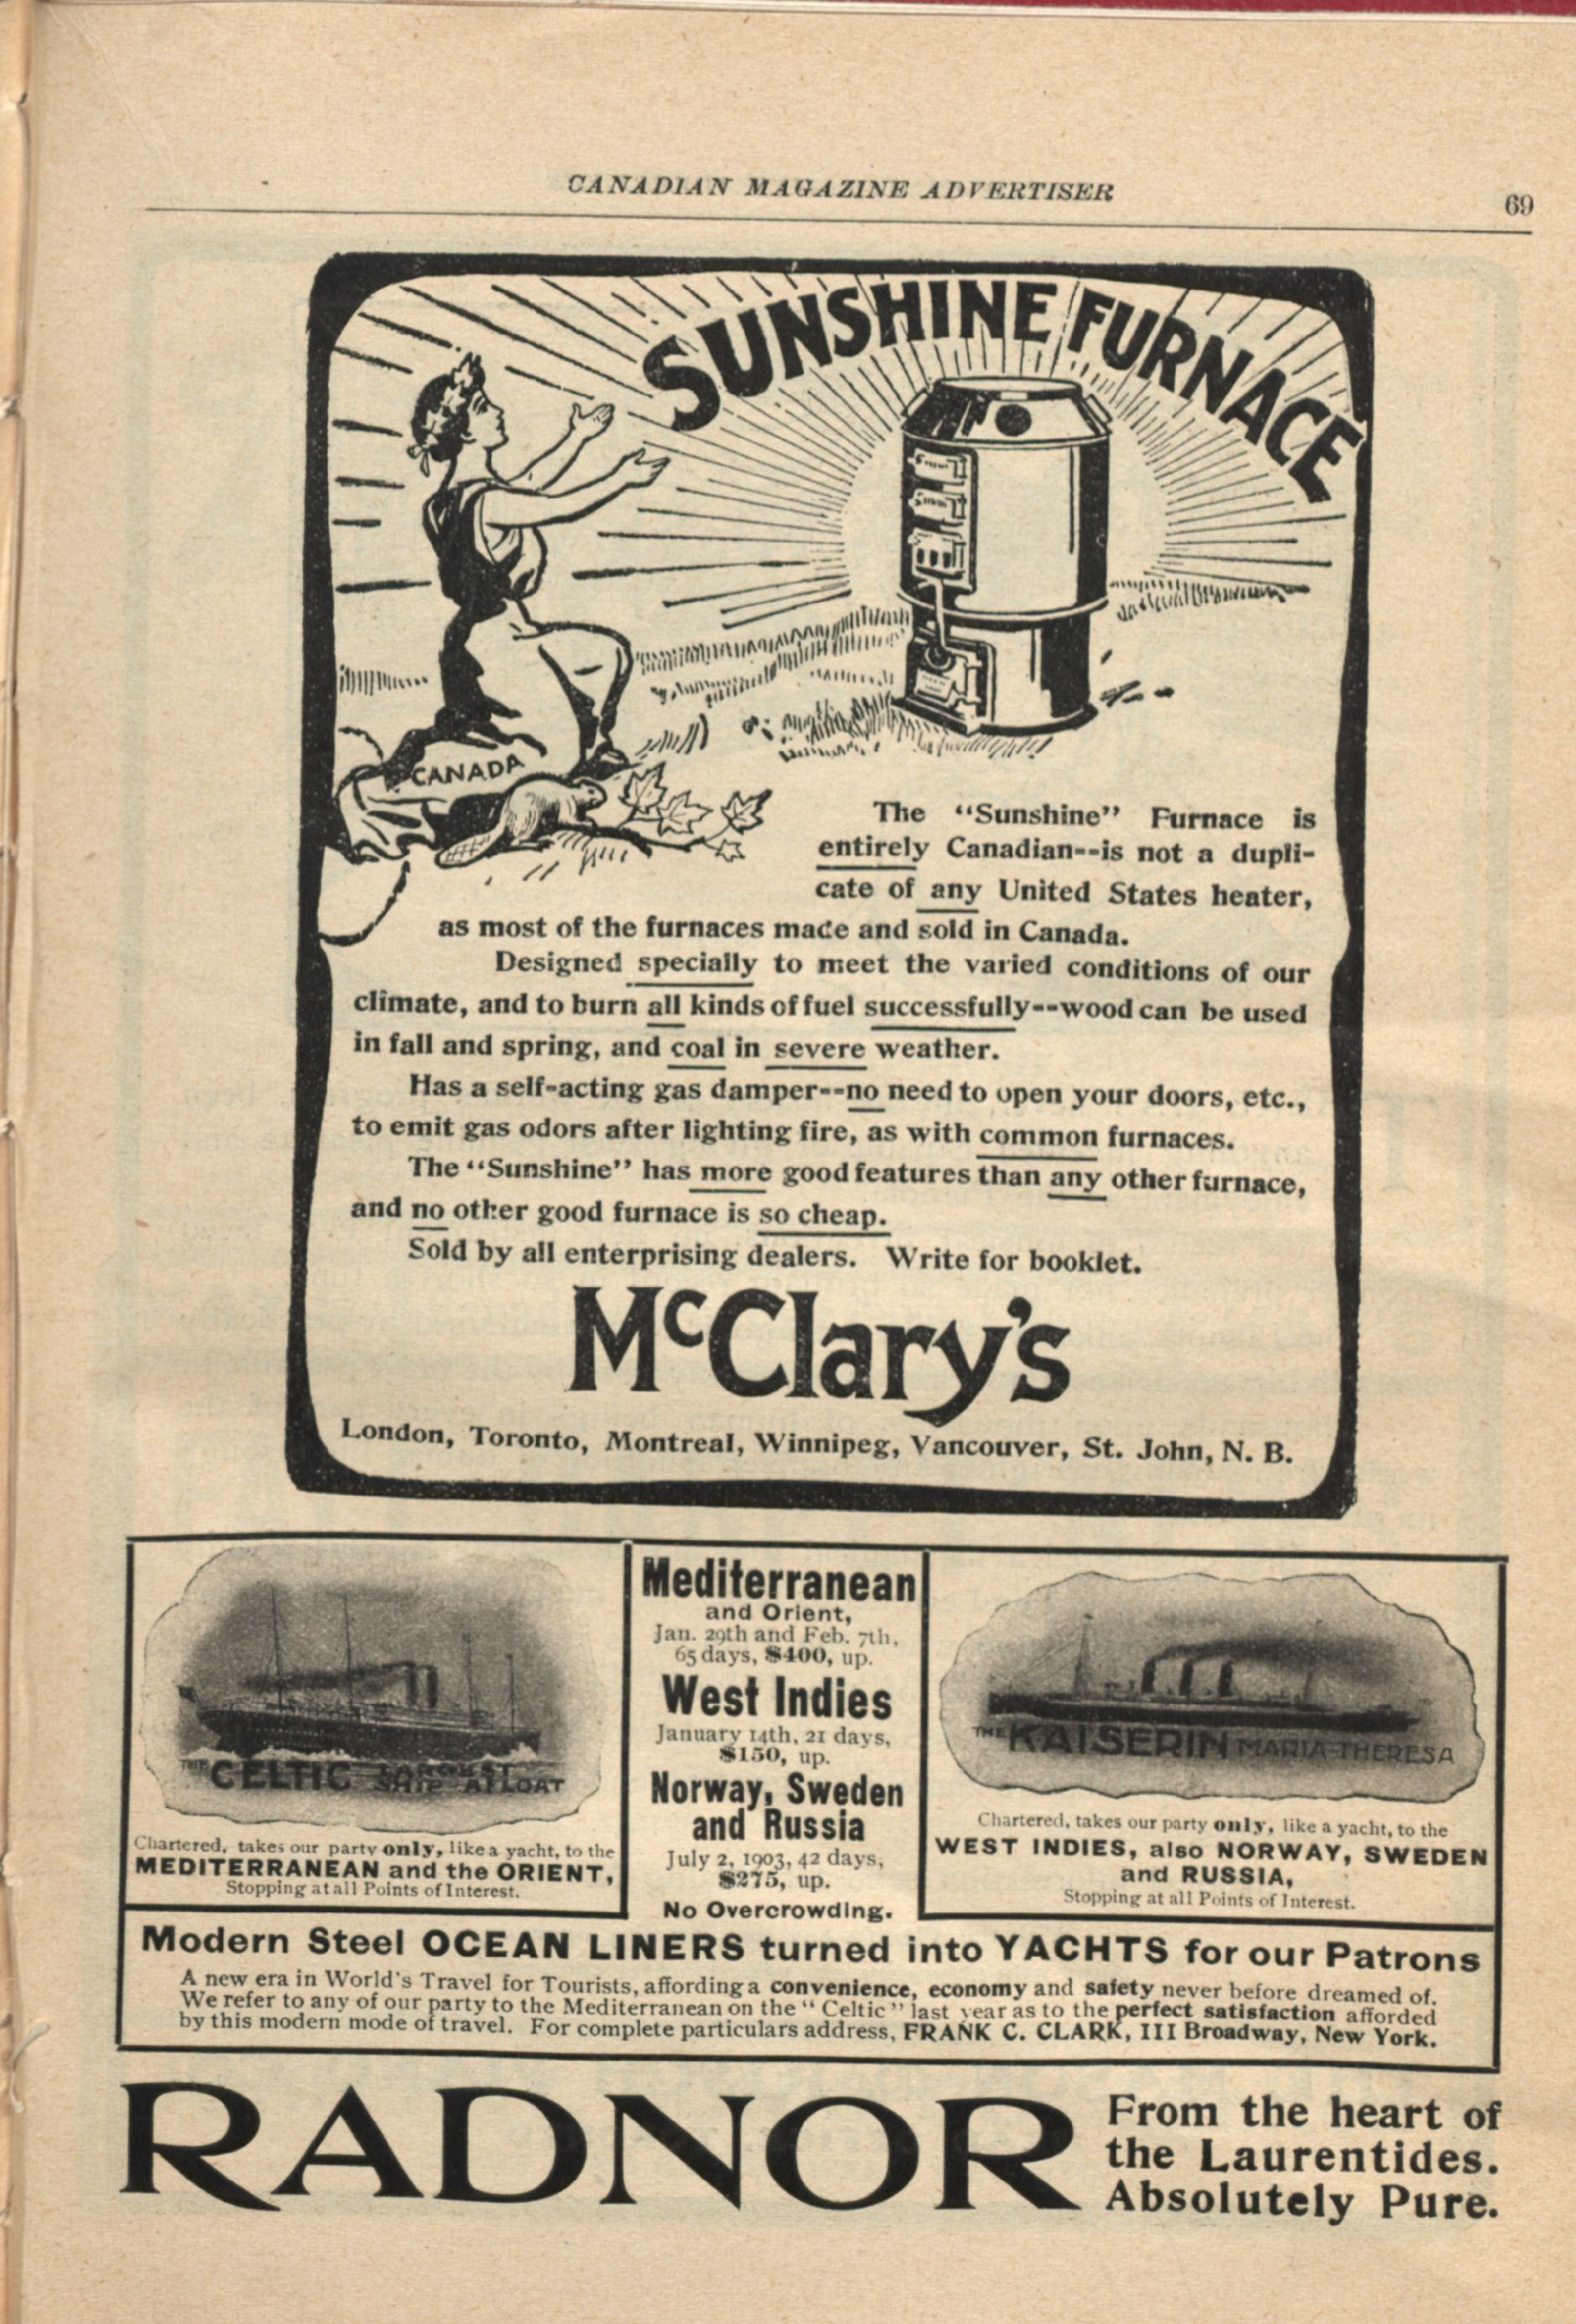 CANADIAN MAGAZINE ADVERTISER
69
SUNSHINE FURNACE
CANADA
The "Sunshine" Furnace is
entirely Canadian--is not a dupli-
cate of any United States heater,
as most of the furnaces made and sold in Canada.
Designed specially to meet the varied conditions of our
climate, and to burn all kinds of fuel successfully--wood can be used
in fall and spring, and coal in severe weather.
Has a self-acting gas damper--no need to open your doors, etc.,
to emit gas odors after lighting fire, as with common furnaces.
The "Sunshine" has more good features than any other furnace,
and no other good furnace is so cheap.
Sold by all enterprising dealers. Write for booklet.
McClary's
London, Toronto, Montreal, Winnipeg, Vancouver, St. John, N. B.
THE CELTIC LARGEST SHIP AFLOAT
Chartered, takes our party only, like a yacht, to the
MEDITERRANEAN and the ORIENT,
Stopping at all Points of Interest.
Mediterranean
and Orient,
Jan. 29th and Feb. 7th,
65 days, $400, up.
West Indies
January 14th, 21 days,
$150, up.
Norway, Sweden
and Russia
July 2, 1903, 42 days,
$275, up.
No Overcrowding.
THE KAISERIN MARIA THERESA
Chartered, takes our party only, like a yacht, to the
WEST INDIES, also NORWAY, SWEDEN
and RUSSIA,
Stopping at all Points of Interest.
Modern Steel OCEAN LINERS turned into YACHTS for our Patrons
A new era in World's Travel for Tourists, affording a convenience, economy and safety never before dreamed of.
We refer to any of our party to the Mediterranean on the "Celtic" last year as to the perfect satisfaction afforded
by this modern mode of travel. For complete particulars address, FRANK C. CLARK, 111 Broadway, New York.
RADNOR
From the heart of
the Laurentides.
Absolutely Pure.